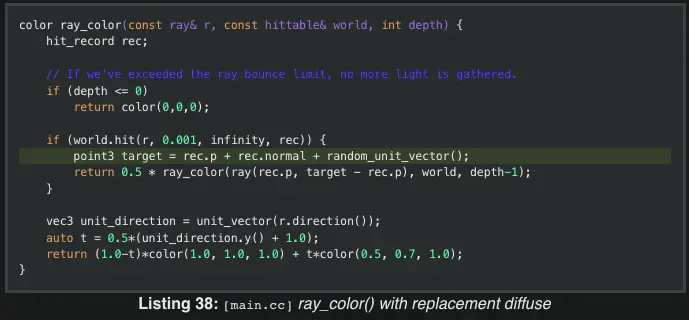 color ray_color(const ray& r, const hittable& world, int depth) {
    hit_record rec;

    // If we've exceeded the ray bounce limit, no more light is gathered.
    if (depth <= 0)
        return color(0,0,0);

    if (world.hit(r, 0.001, infinity, rec)) {
        point3 target = rec.p + rec.normal + random_unit_vector();
        return 0.5 * ray_color(ray(rec.p, target - rec.p), world, depth-1);
    }

    vec3 unit_direction = unit_vector(r.direction());
    auto t = 0.5*(unit_direction.y() + 1.0);
    return (1.0-t)*color(1.0, 1.0, 1.0) + t*color(0.5, 0.7, 1.0);
}
Listing 38: [main.cc] ray_color() with replacement diffuse